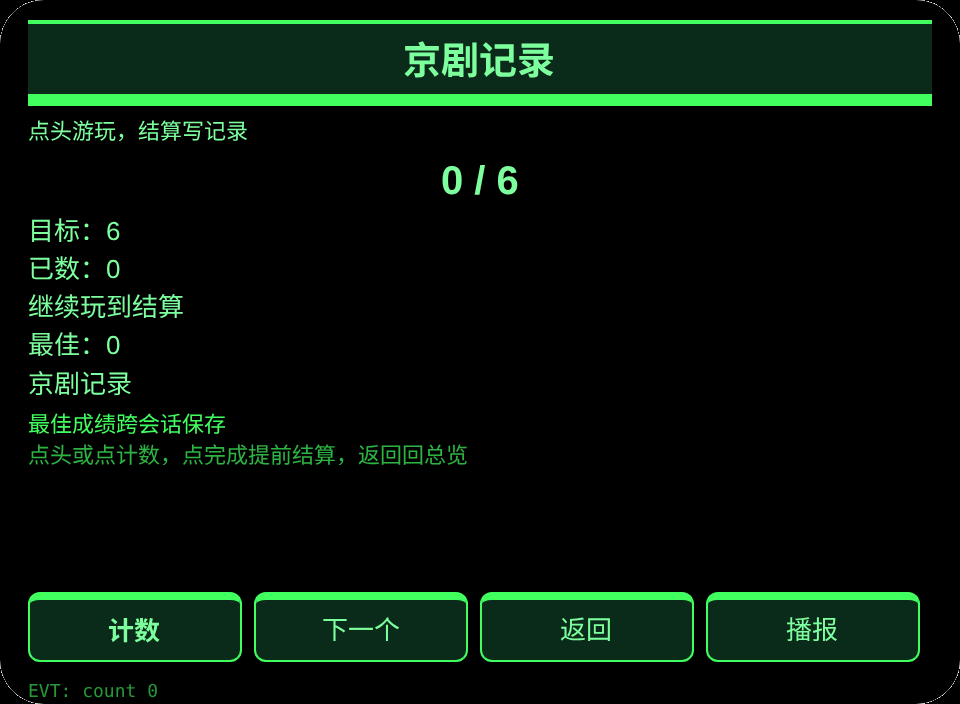 京剧记录
点头游玩，结算写记录
0 / 6
目标：6
已数：0
继续玩到结算
最佳：0
京剧记录
最佳成绩跨会话保存
点头或点计数，点完成提前结算，返回回总览
计数
下一个
返回
播报
EVT: count 0